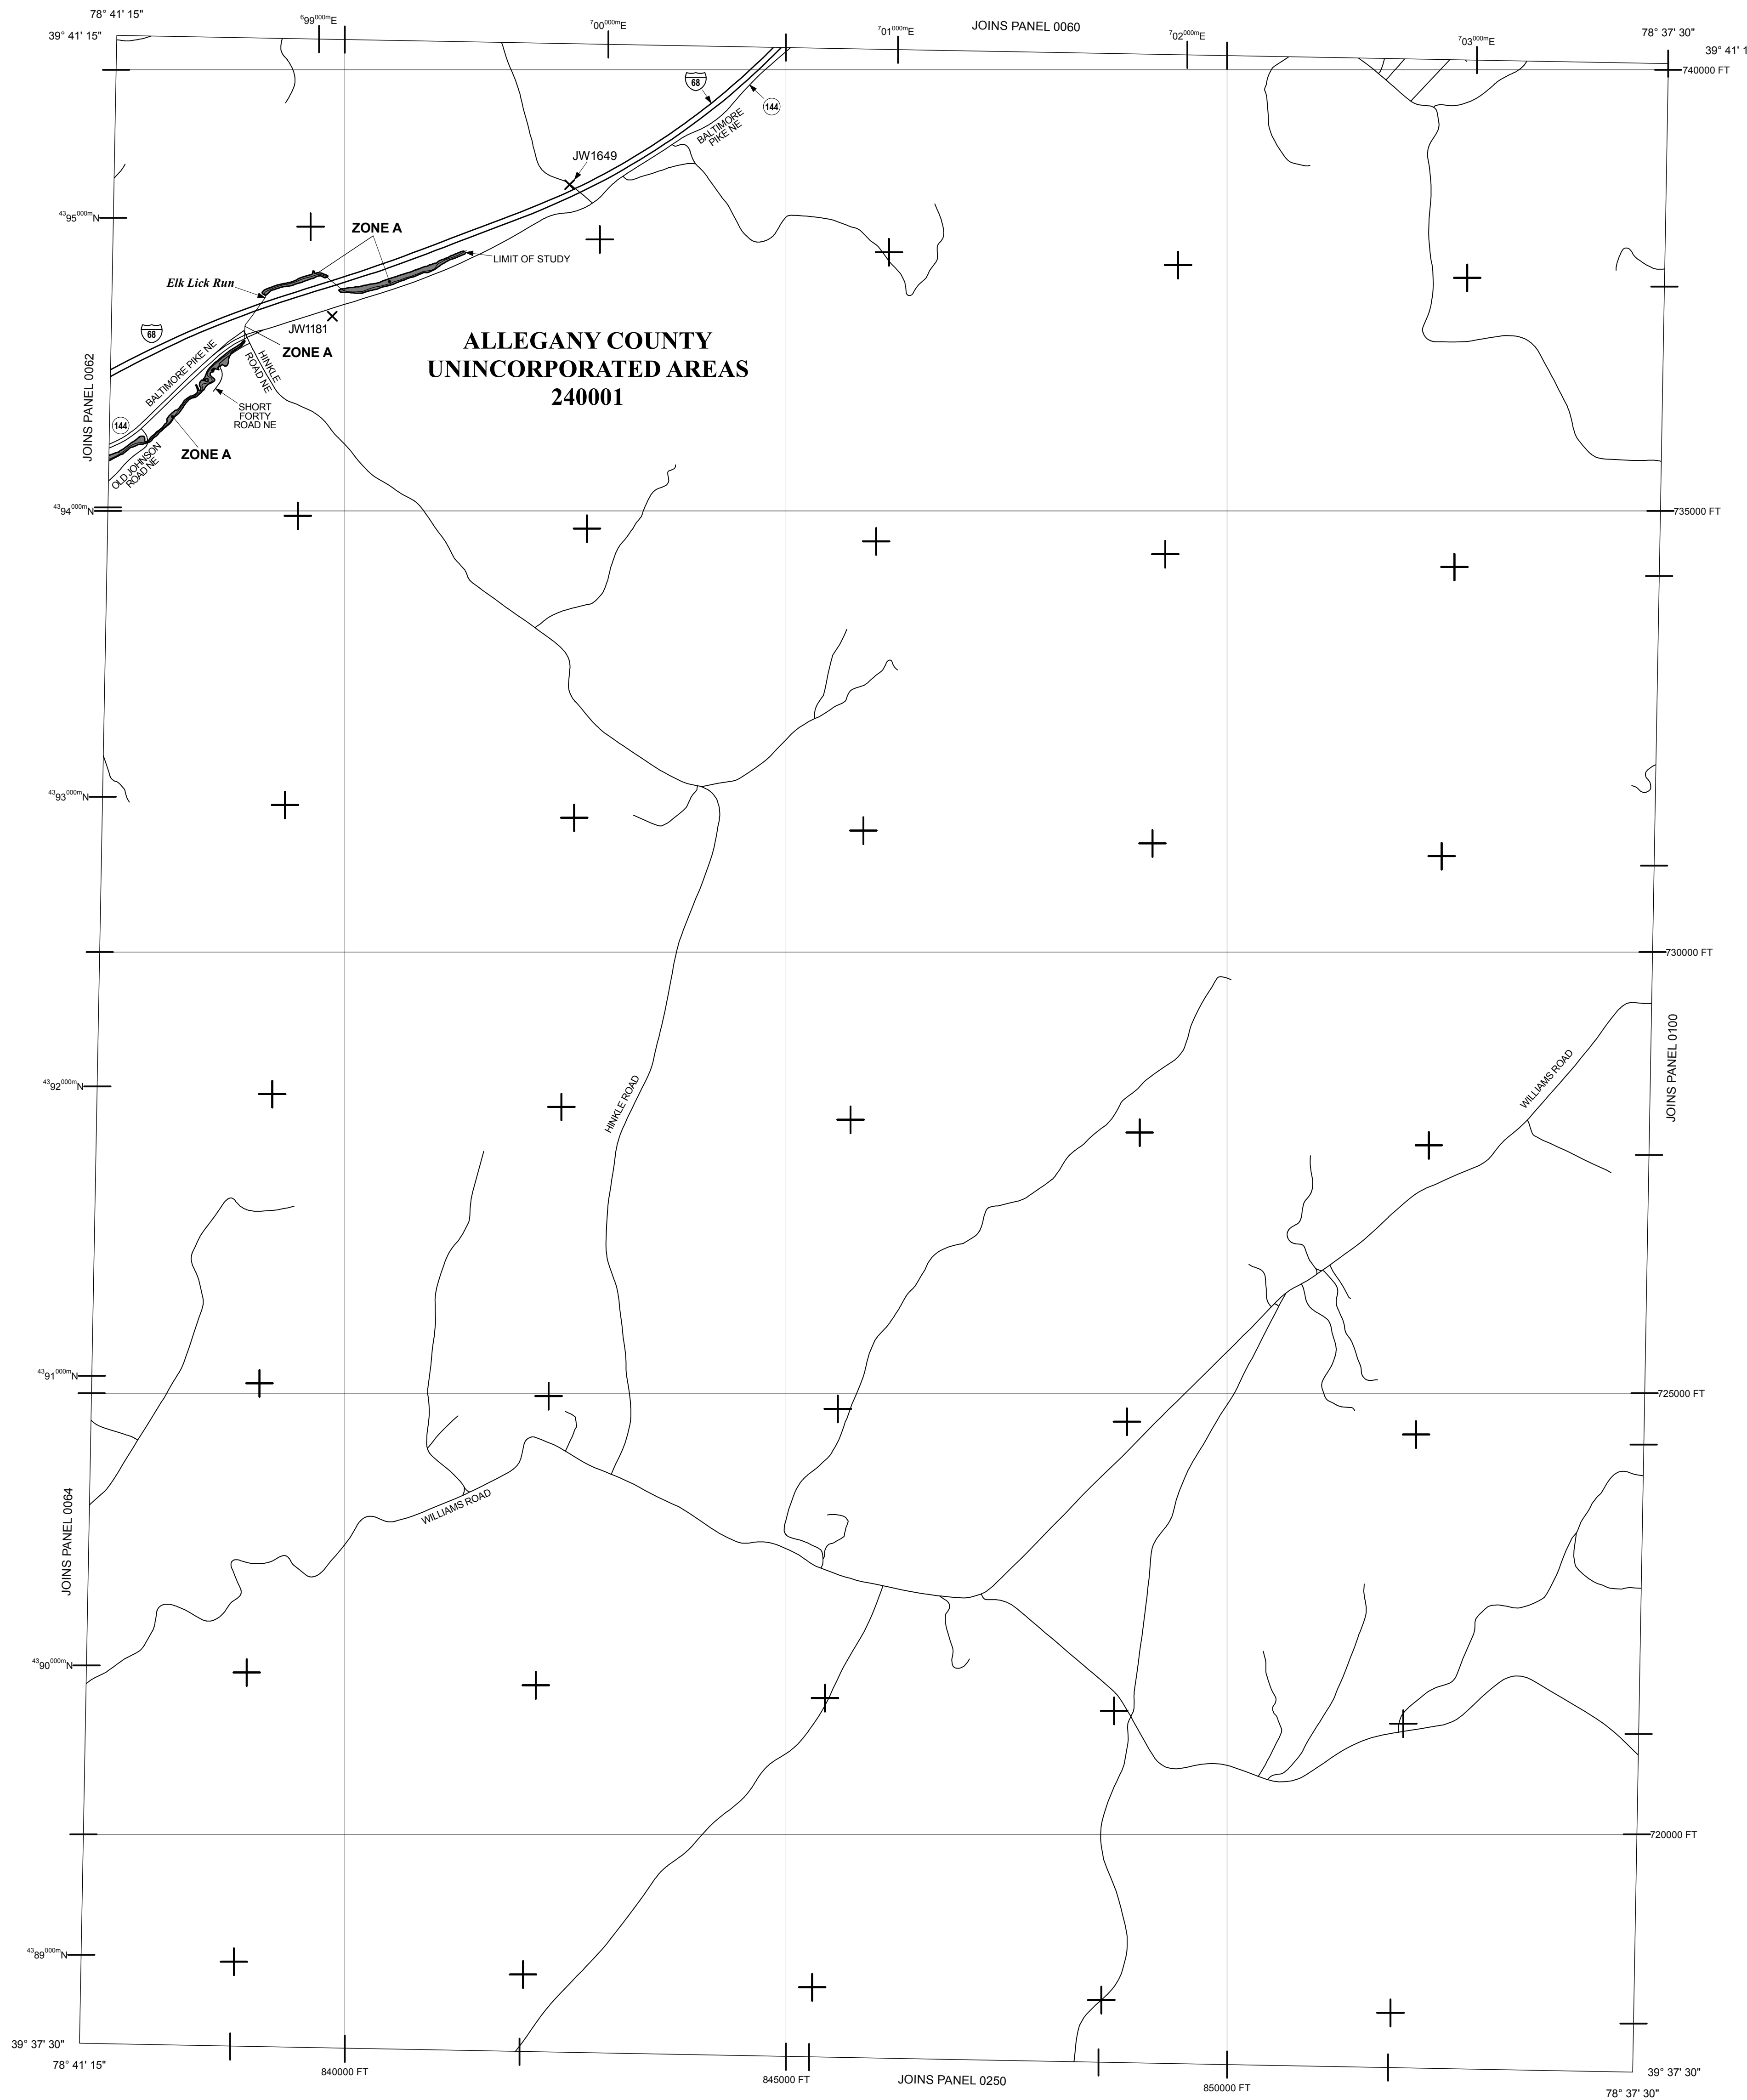 78° 41' 15"
39° 41' 15"
699000mE
700000mE
701000mE
JOINS PANEL 0060
702000mE
703000mE
78° 37' 30"
39° 41' 1
740000 FT
68
144
BALTIMORE
PIKE NE
JW1649
4395000mN
ZONE A
LIMIT OF STUDY
Elk Lick Run
68
JW1181
ZONE A
ALLEGANY COUNTY
UNINCORPORATED AREAS
240001
JOINS PANEL 0062
BALTIMORE PIKE NE
HINKLE
ROAD NE
SHORT
FORTY
ROAD NE
144
ZONE A
OLD JOHNSON
ROAD NE
4394000mN
735000 FT
4393000mN
730000 FT
JOINS PANEL 0100
4392000mN
HINKLE ROAD
WILLIAMS ROAD
4391000mN
725000 FT
JOINS PANEL 0064
WILLIAMS ROAD
4390000mN
720000 FT
4389000mN
39° 37' 30"
78° 41' 15"
840000 FT
845000 FT
JOINS PANEL 0250
850000 FT
39° 37' 30"
78° 37' 30"